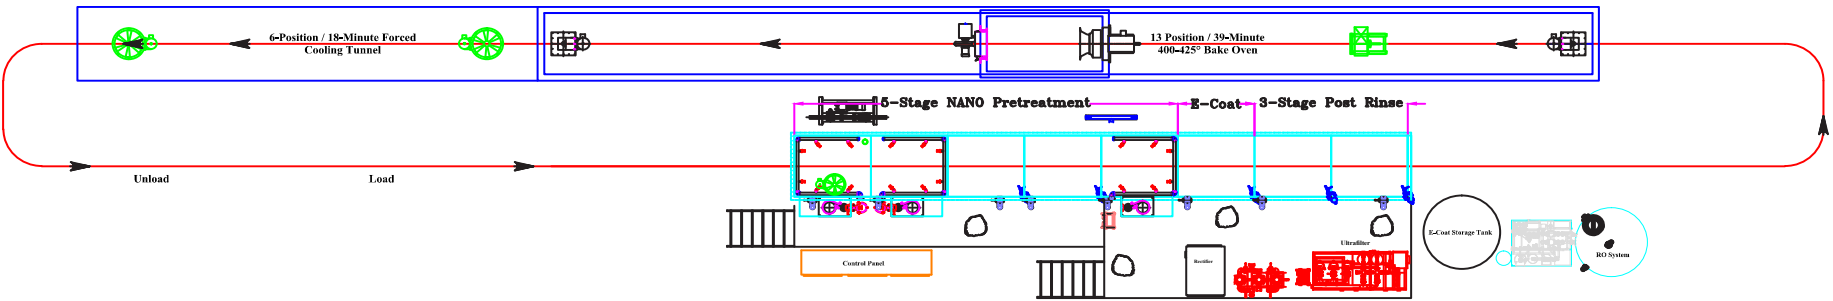 6-Position / 18-Minute Forced
Cooling Tunnel
13 Position / 39-Minute
400-425° Bake Oven
5-Stage NANO Pretreatment
E-Coat
3-Stage Post Rinse
Unload
Load
Control Panel
Rectifier
Ultrafilter
E-Coat Storage Tank
RO System